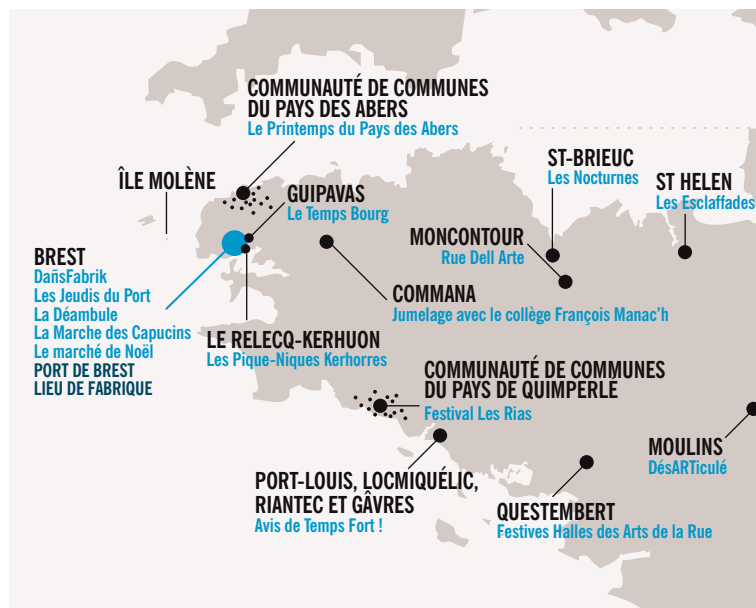 COMMUNAUTÉ DE COMMUNES
DU PAYS DES ABERS
Le Printemps du Pays des Abers
ÎLE MOLÈNE
GUIPAVAS
Le Temps Bourg
ST-BRIEUC
Les Nocturnes
ST HELEN
Les Esclaffades
MONCONTOUR
Rue Dell Arte
BREST
DañsFabrik
Les Jeudis du Port
La Déambule
La Marche des Capucins
Le marché de Noël
PORT DE BREST
LIEU DE FABRIQUE
COMMANA
Jumelage avec le collège François Manac'h
LE RELECQ-KERHUON
Les Pique-Niques Kerhorres
COMMUNAUTÉ DE COMMUNES
DU PAYS DE QUIMPERLÉ
Festival Les Rias
MOULINS
DésARTiculé
PORT-LOUIS, LOCMIQUÉLIC,
RIANTEC ET GÂVRES
Avis de Temps Fort !
QUESTEMBERT
Festives Halles des Arts de la Rue